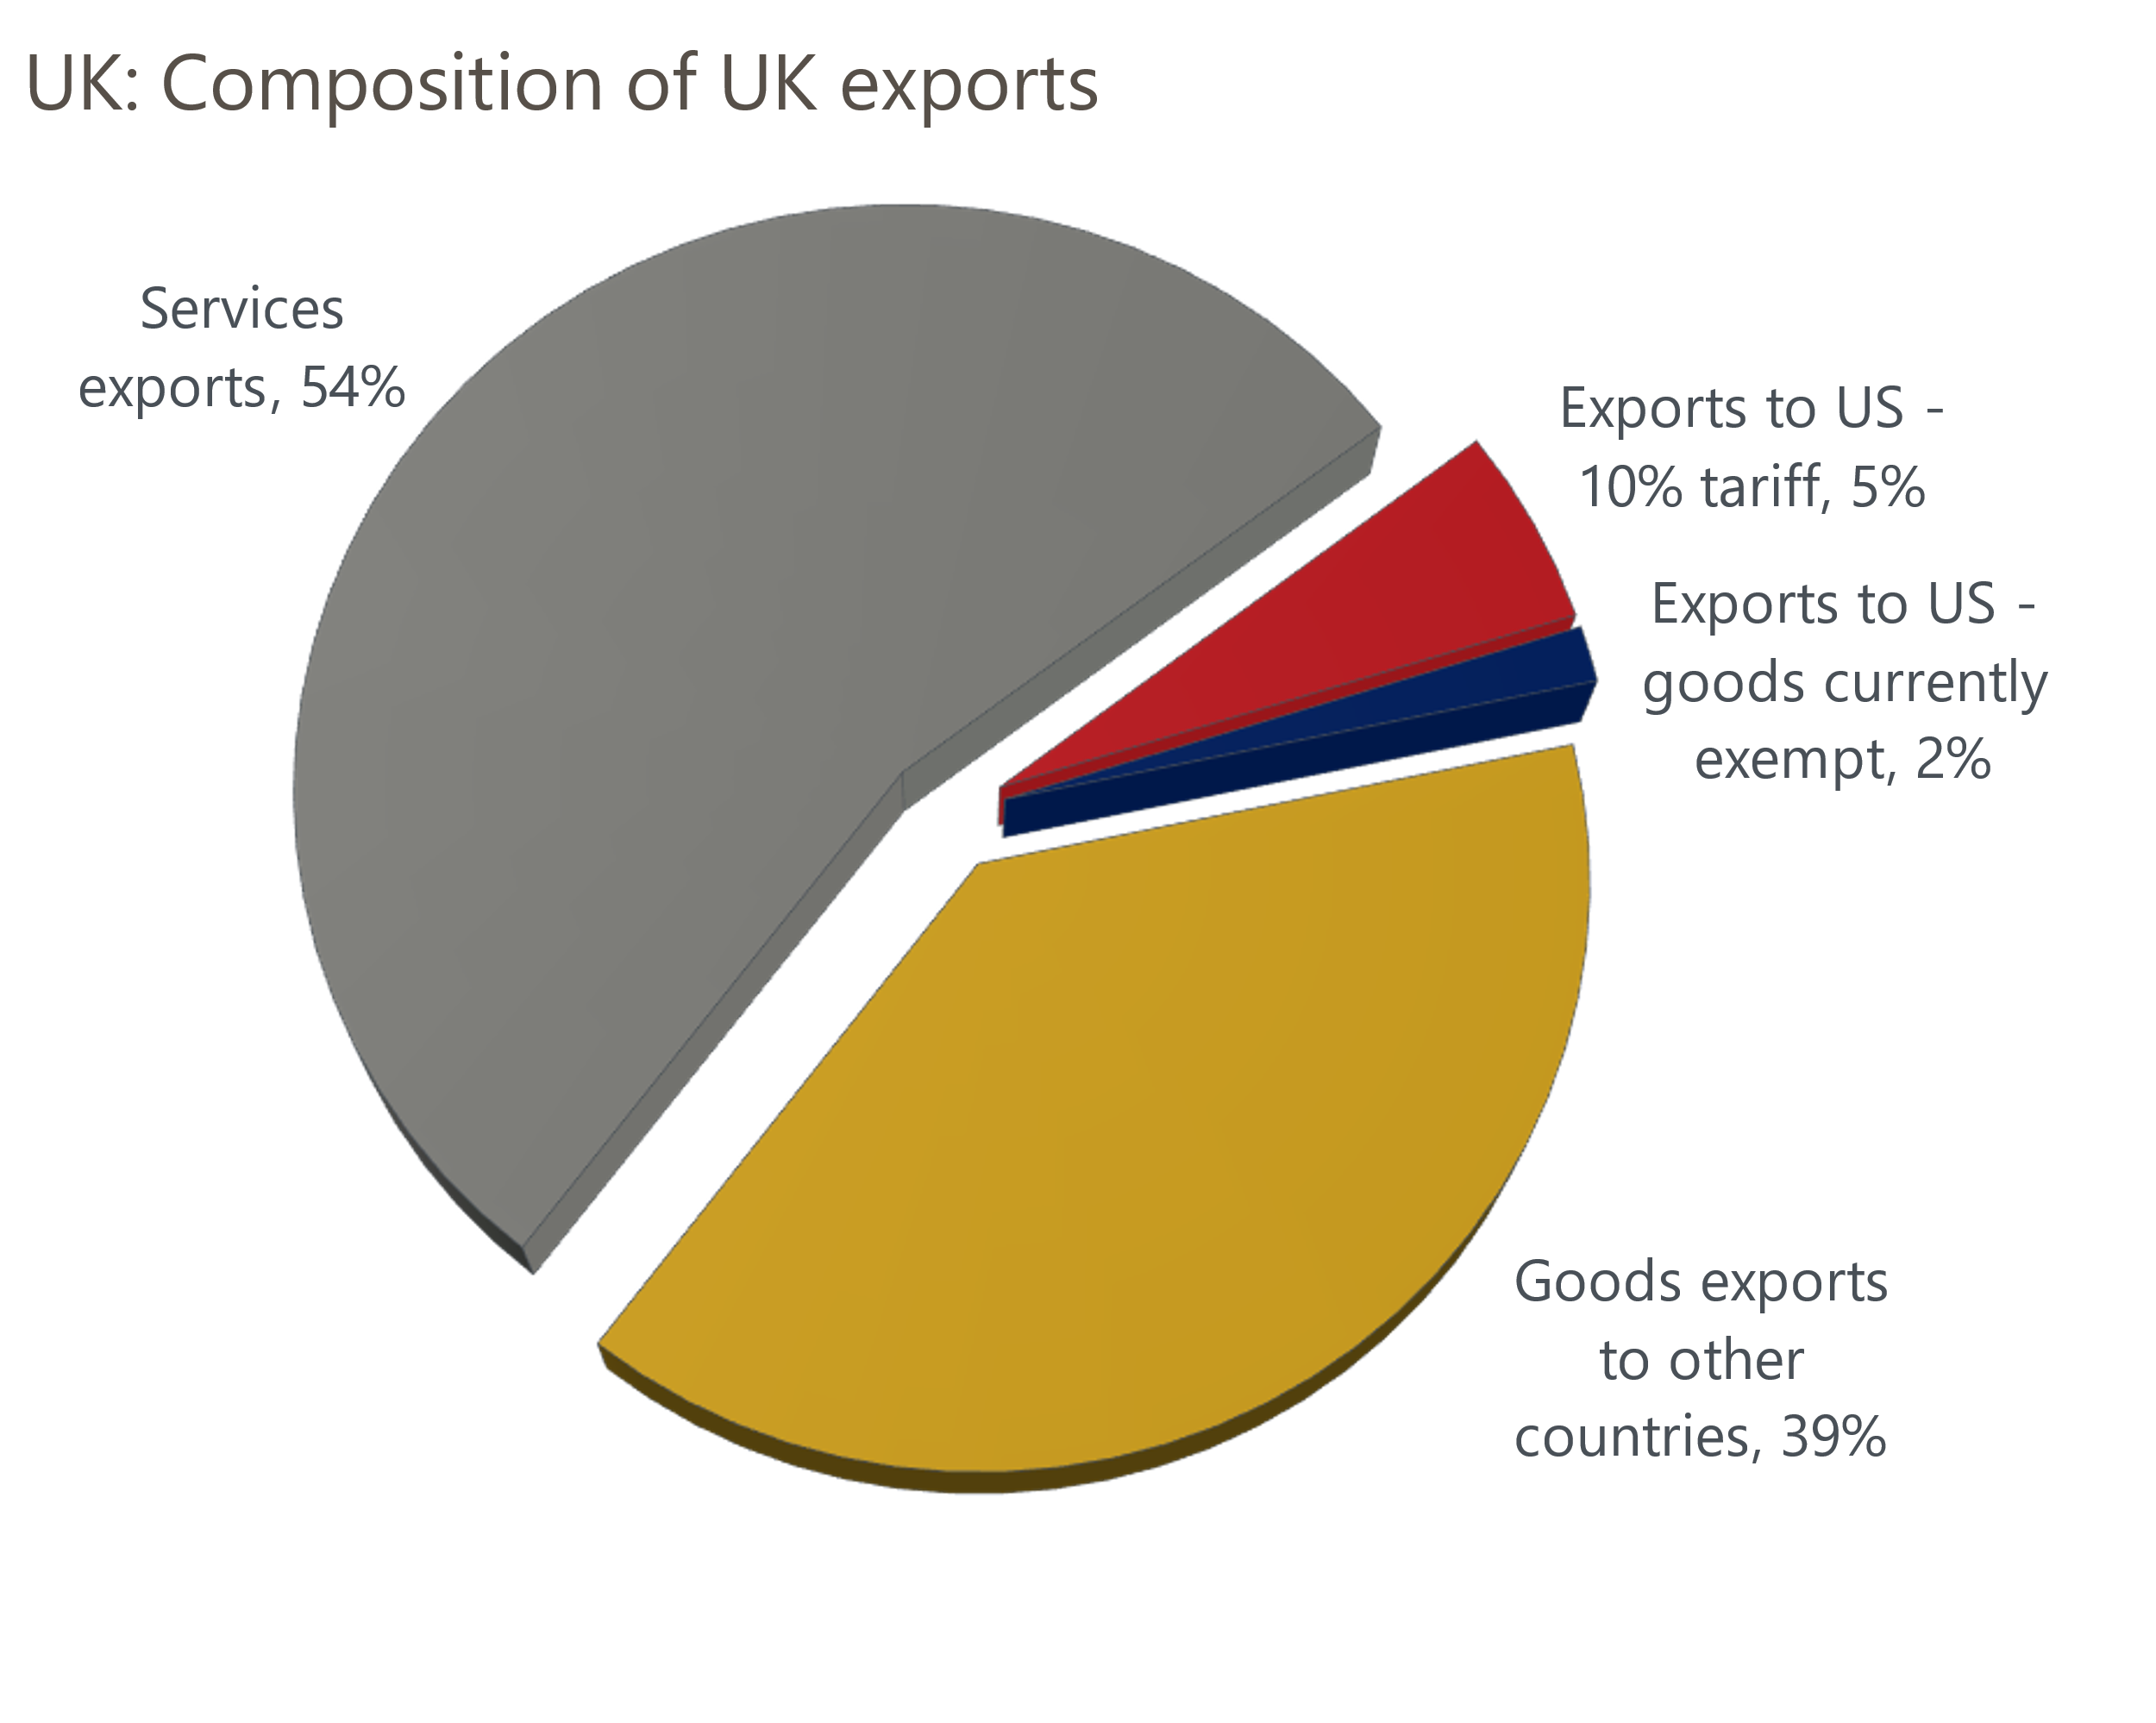 UK: Composition of UK exports
Services
exports, 54%
Exports to US -
10% tariff, 5%
Exports to US -
goods currently
exempt, 2%
Goods exports
to other
countries, 39%